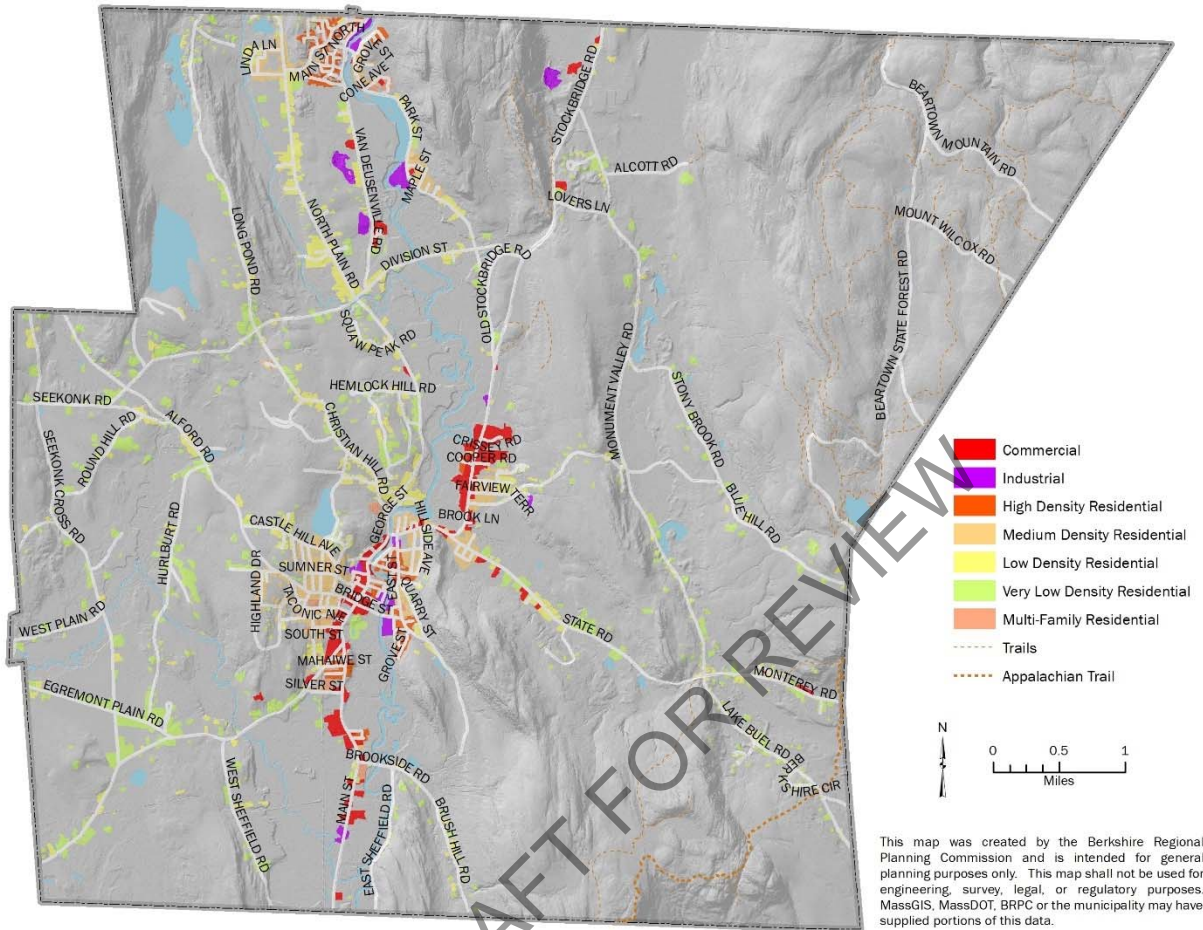 LINDA LN
MAIN ST NORTH
GROVE ST
CONE AVE
PARK ST
MAPLE ST
VAN DEUSENVILLE RD
STOCKBRIDGE RD
ALCOTT RD
LOVERS LN
BEARTOWN
MOUNTAIN RD
MOUNT WILCOX RD
BEARTOWN STATE FOREST RD
LONG POND RD
NORTH PLAIN RD
DIVISION ST
OLD STOCKBRIDGE RD
SQUAW PEAK RD
HEMLOCK HILL RD
MONUMENT VALLEY RD
STONY BROOK RD
BLUE HILL RD
SEEKONK RD
ALFORD RD
ROUND HILL RD
SEEKONK CROSS RD
HURLBURT RD
CHRISTIAN HILL RD
CRISSEY RD
COOPER RD
FAIRVIEW TERR
BROCK LN
GEORGE ST
HILLSIDE AVE
CASTLE HILL AVE
SUMNER ST
EAST ST
HIGHLAND DR
TACONIC AVE
BRIDGE ST
QUARRY ST
SOUTH ST
GROVE ST
MAHAIWE ST
SILVER ST
STATE RD
WEST PLAIN RD
EGREMONT PLAIN RD
MONTEREY RD
LAKE BUEL RD
BERKSHIRE CIR
BROOKSIDE RD
MAIN ST
EAST SHEFFIELD RD
BRUSH HILL RD
WEST SHEFFIELD RD
Commercial
Industrial
High Density Residential
Medium Density Residential
Low Density Residential
Very Low Density Residential
Multi-Family Residential
Trails
Appalachian Trail
N
0 0.5 1
Miles
This map was created by the Berkshire Regional
Planning Commission and is intended for general
planning purposes only. This map shall not be used for
engineering, survey, legal, or regulatory purposes.
MassGIS, MassDOT, BRPC or the municipality may have
supplied portions of this data.
AFT FOR REVIEW